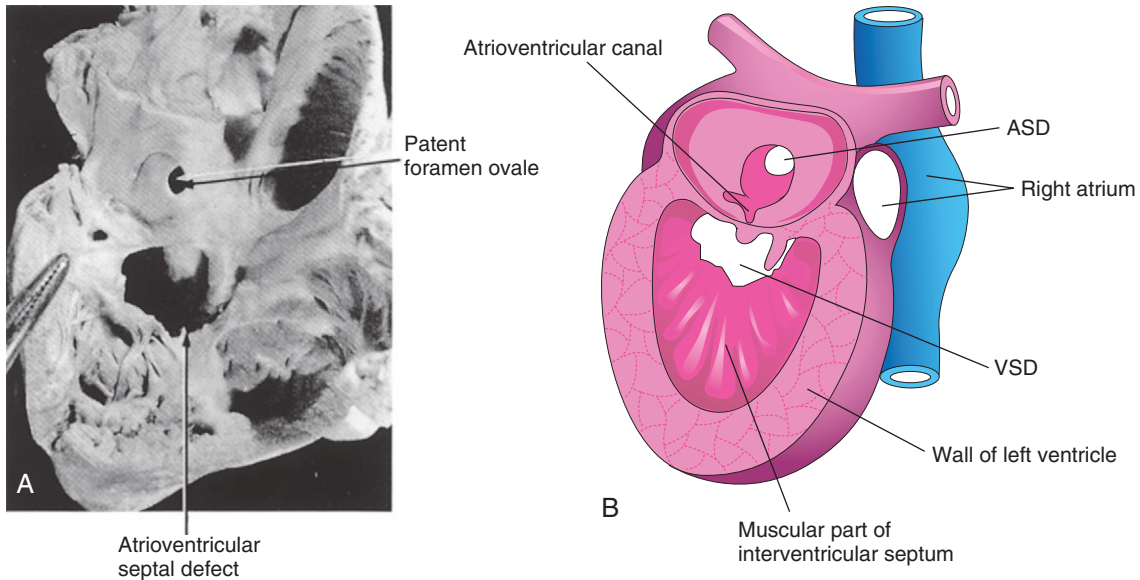 Patent
foramen ovale
A
Atrioventricular
septal defect
Atrioventricular canal
ASD
Right atrium
VSD
Wall of left ventricle
Muscular part of
interventricular septum
B